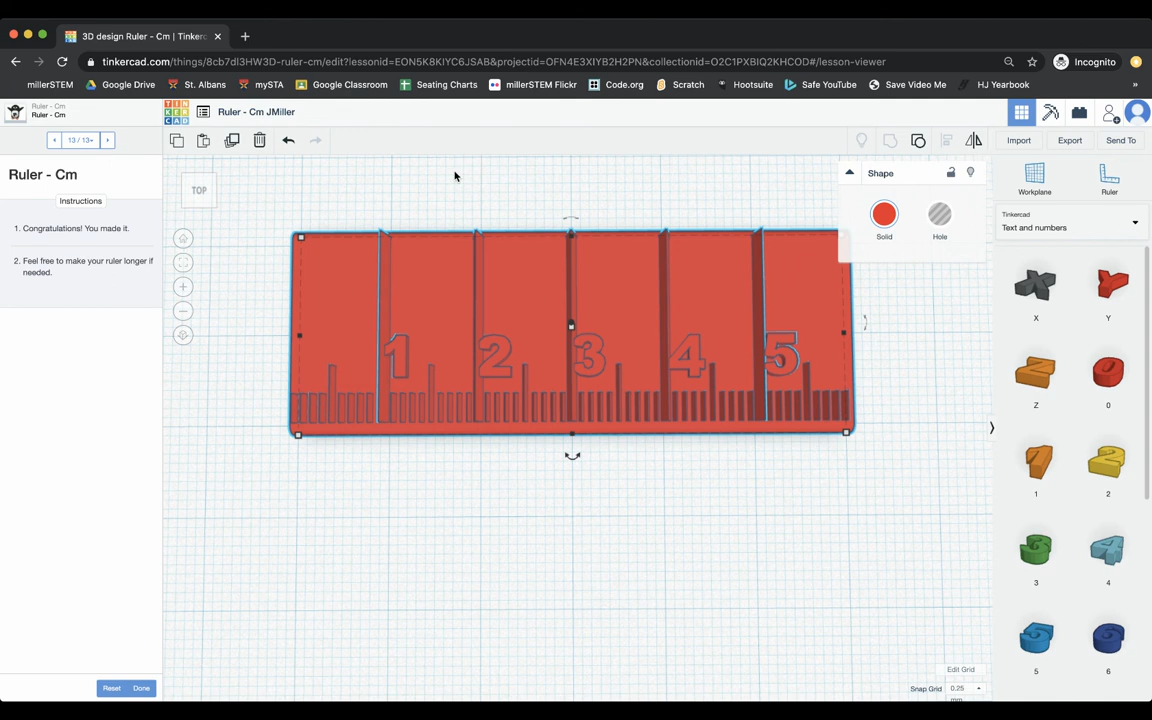 3D design Ruler - Cm | Tinkerc
tinkercad.com/things/8cb7dl3HW3D-ruler-cm/edit?lessonid=EON5K8KIYC6JSAB&projectid=OFN4E3XIYB2H2PN&collectionid=O2C1PXBIQ2KHCOD#/lesson-viewer
Incognito
millerSTEM
Google Drive
St. Albans
mySTA
Google Classroom
Seating Charts
millerSTEM Flickr
Code.org
Scratch
Hootsuite
Safe YouTube
Save Video Me
HJ Yearbook
»
Ruler - Cm
Ruler - Cm
TIN
KER
CAD
Ruler - Cm JMiller
13 / 13+
Import
Export
Send To
Ruler - Cm
Instructions
1. Congratulations! You made it.
2. Feel free to make your ruler longer if
needed.
Reset
Done
TOP
1
2
3
4
5
Shape
Solid
Hole
Edit Grid
Snap Grid
0.25
mm
Workplane
Ruler
Tinkercad
Text and numbers
X
Y
Z
0
1
2
3
4
5
6